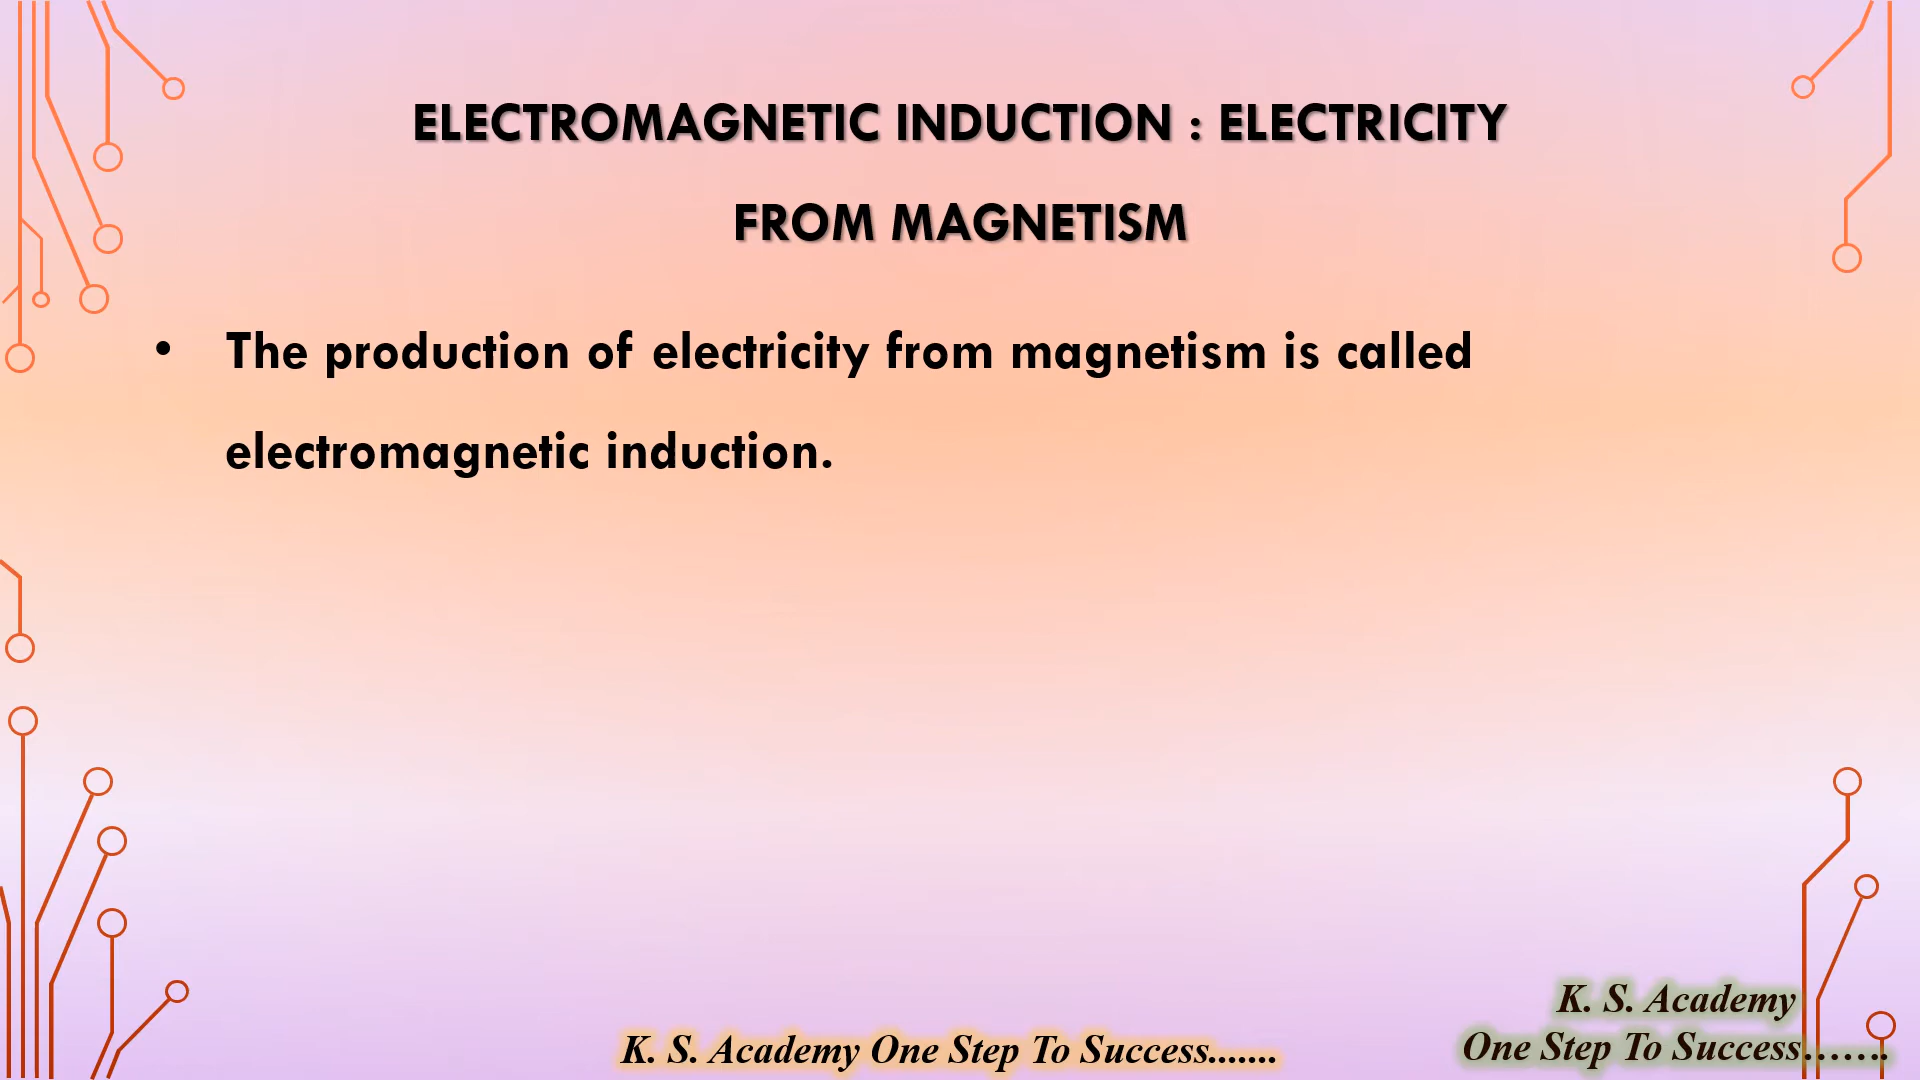 ELECTROMAGNETIC INDUCTION : ELECTRICITY
FROM MAGNETISM
• The production of electricity from magnetism is called
electromagnetic induction.
K. S. Academy
One Step To Success.......
K. S. Academy One Step To Success.......